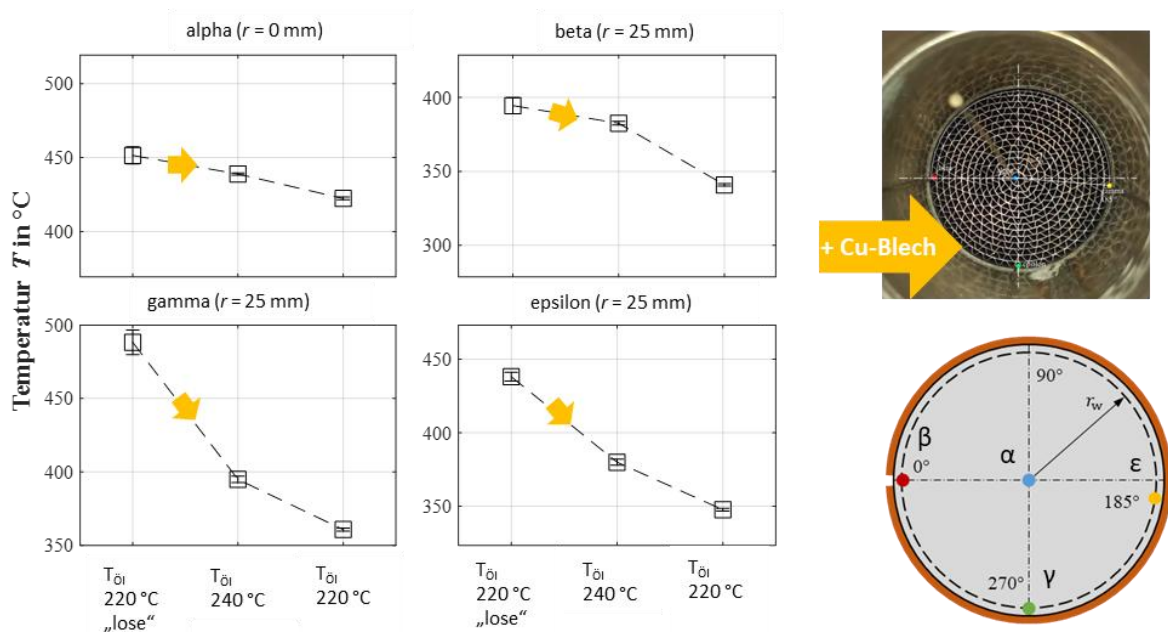 alpha (r = 0 mm)
beta (r = 25 mm)
Temperatur T in °C
500
450
400
400
350
300
gamma (r = 25 mm)
epsilon (r = 25 mm)
500
450
400
350
450
400
350
TÖl
220 °C
„lose“
TÖl
240 °C
TÖl
220 °C
TÖl
220 °C
„lose“
TÖl
240 °C
TÖl
220 °C
+ Cu-Blech
90°
rw
β
0°
α
ε
185°
270°
γ